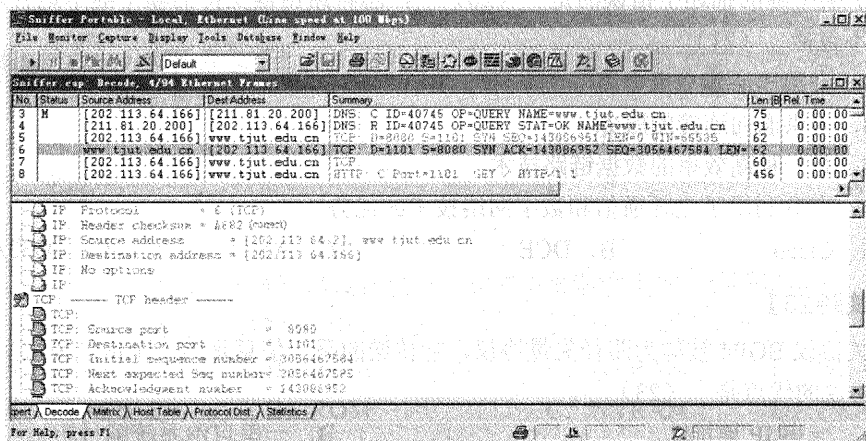 Sniffer Portable - Local, Ethernet (Line speed at 100 Mbps)
File Monitor Capture Display Tools Database Window Help
Default
Sniffer.cap: Decode, 4/94 Ethernet Frames
No. Status Source Address Dest Address Summary Len (B Rel. Time
3 M [202.113.64.166] [211.81.20.200] DNS: C ID=40745 OP=QUERY NAME=www.tjut.edu.cn 75 0:00:00
4 [211.81.20.200] [202.113.64.166] DNS: R ID=40745 OP=QUERY STAT=OK NAME=www.tjut.edu.cn 91 0:00:00
5 [202.113.64.166] www.tjut.edu.cn TCP: D=8080 S=1101 SYN SEQ=143086951 LEN=0 WIN=65535 62 0:00:00
6 www.tjut.edu.cn [202.113.64.166] TCP: D=1101 S=8080 SYN ACK=143086952 SEQ=3056467584 LEN= 62 0:00:00
7 [202.113.64.166] www.tjut.edu.cn TCP: 60 0:00:00
8 [202.113.64.166] www.tjut.edu.cn HTTP: C Port=1101 GET / HTTP/1.1 456 0:00:00
IP: Protocol = 6 (TCP)
IP: Header checksum = A682 (correct)
IP: Source address = [202.113.64.2], www.tjut.edu.cn
IP: Destination address = [202.113.64.166]
IP: No options
IP:
TCP: ----- TCP header -----
TCP:
TCP: Source port = 8080
TCP: Destination port = 1101
TCP: Initial sequence number = 3056467584
TCP: Next expected Seq number= 3056467585
TCP: Acknowledgment number = 143086952
pert Decode Matrix Host Table Protocol Dist. Statistics
For Help, press F1